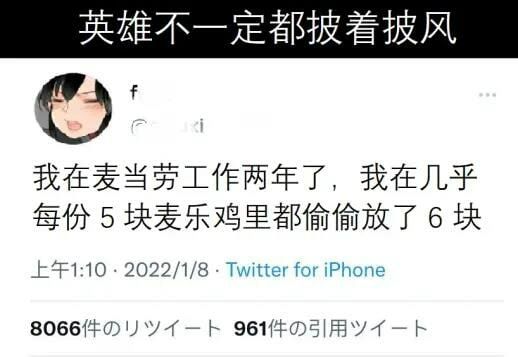 英雄不一定都披着披风
我在麦当劳工作两年了，我在几乎
每份 5 块麦乐鸡里都偷偷放了 6 块
上午1:10 · 2022/1/8 · Twitter for iPhone
8066件のリツイート 961件の引用ツイート